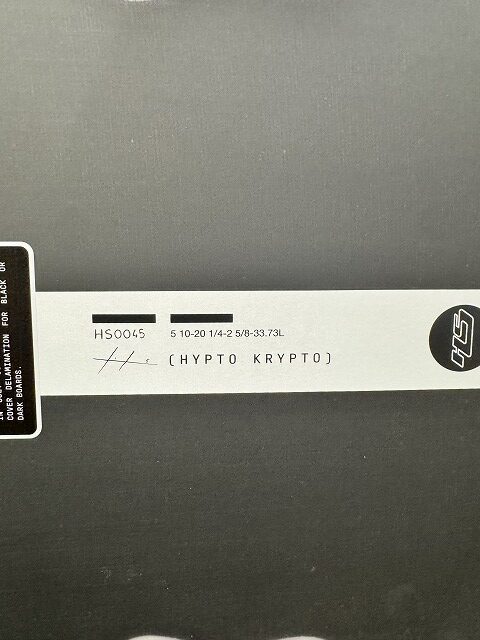 HS0045 5 10-20 1/4-2 5/8-33.73L
(HYPTO KRYPTO)
HS
COVER DELAMINATION FOR BLACK OR
DARK BOARDS.